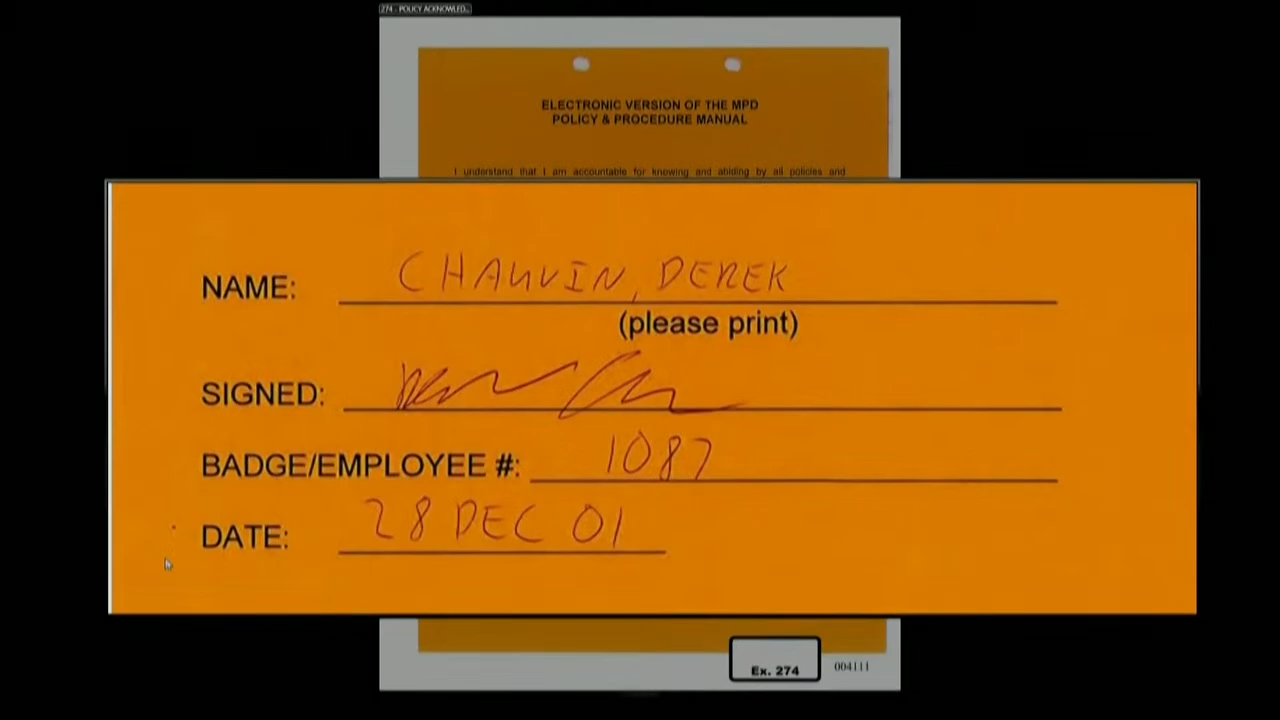 274 - POLICY ACKNOWLED...
ELECTRONIC VERSION OF THE MPD
POLICY & PROCEDURE MANUAL
I understand that I am accountable for knowing and abiding by all policies and
NAME: CHAUVIN, DEREK
(please print)
SIGNED:
BADGE/EMPLOYEE #: 1087
DATE: 28 DEC 01
Ex. 274
004111